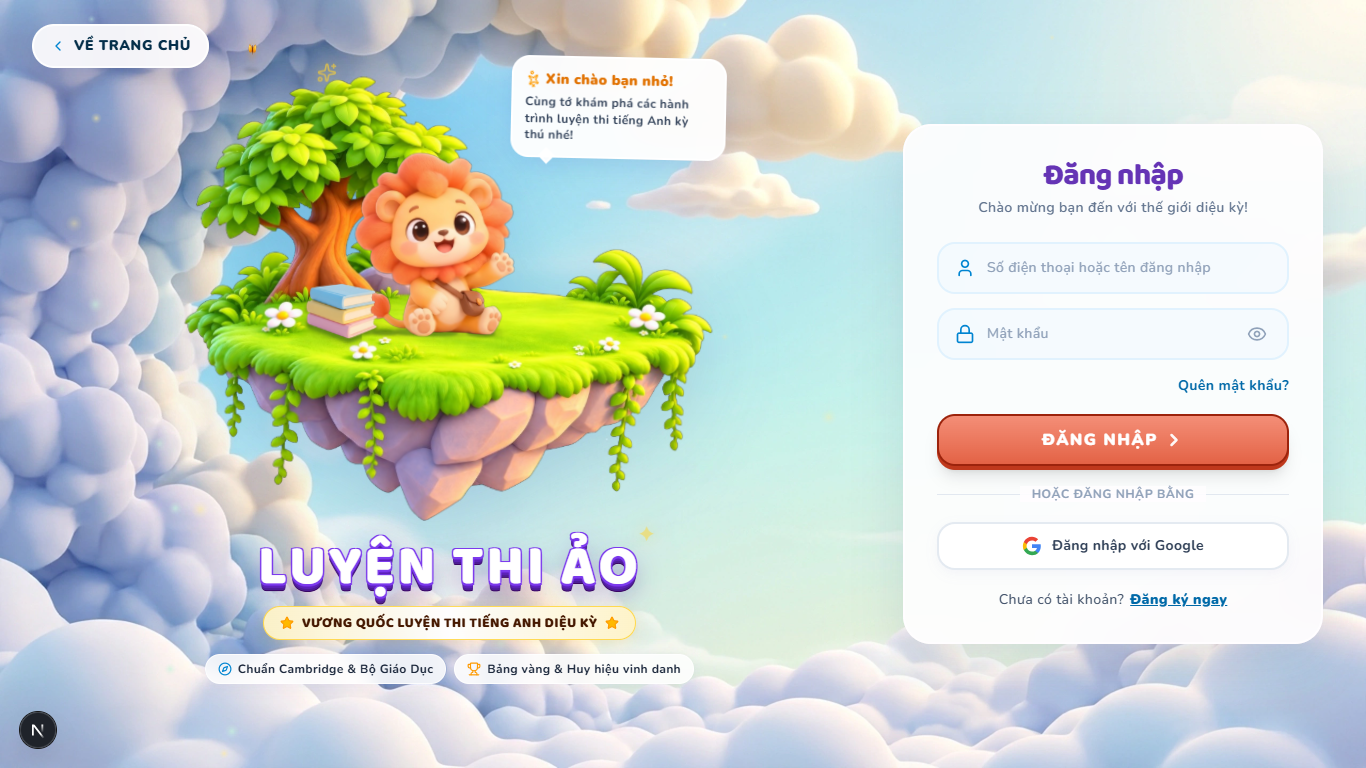 VỀ TRANG CHỦ
Xin chào bạn nhỏ!
Cùng tớ khám phá các hành
trình luyện thi tiếng Anh kỳ
thú nhé!
LUYỆN THI ẢO
VƯƠNG QUỐC LUYỆN THI TIẾNG ANH DIỆU KỲ
Chuẩn Cambridge & Bộ Giáo Dục
Bảng vàng & Huy hiệu vinh danh
N
Đăng nhập
Chào mừng bạn đến với thế giới diệu kỳ!
Số điện thoại hoặc tên đăng nhập
Mật khẩu
Quên mật khẩu?
ĐĂNG NHẬP
HOẶC ĐĂNG NHẬP BẰNG
Đăng nhập với Google
Chưa có tài khoản? Đăng ký ngay